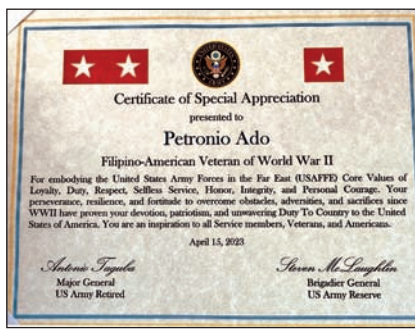 Certificate of Special Appreciation
presented to
Petronio Ado
Filipino-American Veteran of World War II
For embodying the United States Army Forces in the Far East (USAFFE) Core Values of
Loyalty, Duty, Respect, Selfless Service, Honor, Integrity, and Personal Courage. Your
perseverance, resilience, and fortitude to overcome obstacles, adversities, and sacrifices since
WWII have proven your devotion, patriotism, and unwavering Duty To Country to the United
States of America. You are an inspiration to all Service members, Veterans, and Americans.
April 15, 2023
Antonio Taguba
Steven McLaughlin
Major General
Brigadier General
US Army Retired
US Army Reserve